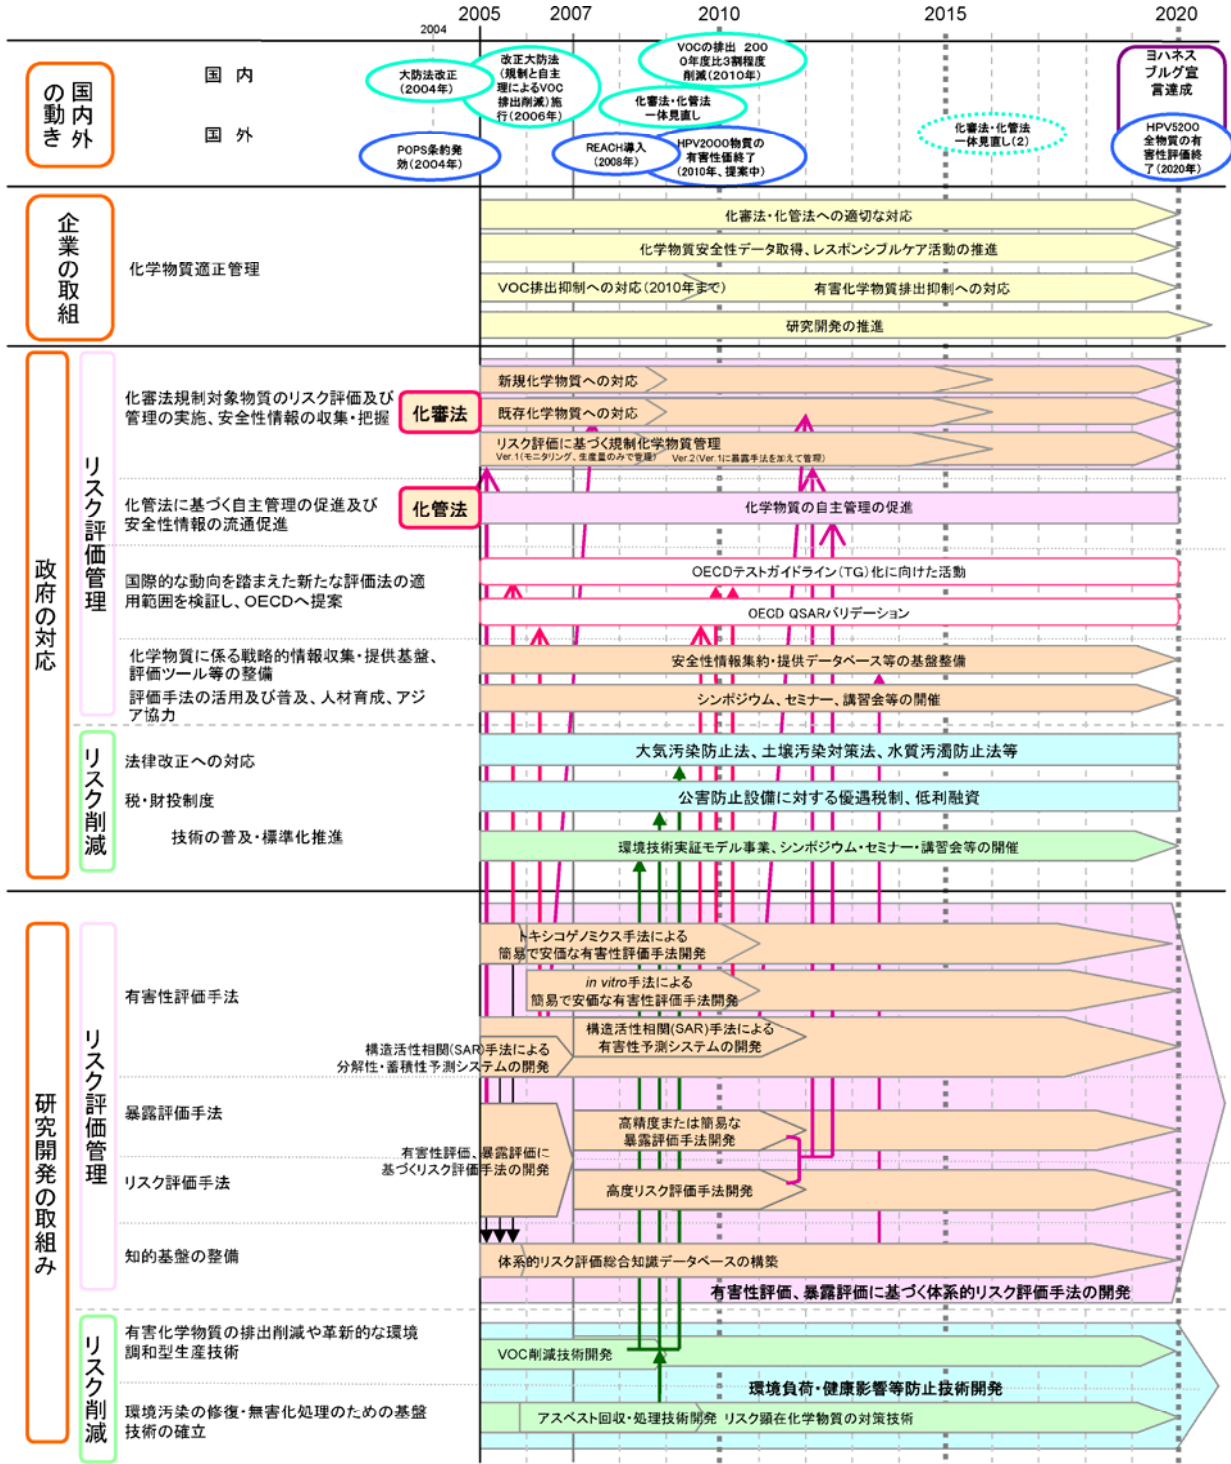 2005
2007
2010
2015
2020
2004
国内外の動き
国 内
国 外
大防法改正
(2004年)
改正大防法
(規制と自主
理によるVOC
排出削減)施
行(2006年)
VOCの排出 200
0年度比3割程度
削減(2010年)
化審法・化管法
一体見直し
化審法・化管法
一体見直し(2)
ヨハネス
ブルグ宣
言達成
POPS条約発
効(2004年)
REACH導入
(2008年)
HPV2000物質の
有害性価終了
(2010年、提案中)
HPV5200
全物質の有
害性評価終
了(2020年)
企業の取組
化学物質適正管理
化審法・化管法への適切な対応
化学物質安全性データ取得、レスポンシブルケア活動の推進
VOC排出抑制への対応(2010年まで)
有害化学物質排出抑制への対応
研究開発の推進
政府の対応
リスク評価管理
化審法規制対象物質のリスク評価及び
管理の実施、安全性情報の収集・把握
化審法
新規化学物質への対応
既存化学物質への対応
リスク評価に基づく規制化学物質管理
Ver.1(モニタリング、生産量のみで管理)
Ver.2(Ver.1に暴露手法を加えて管理)
化管法に基づく自主管理の促進及び
安全性情報の流通促進
化管法
化学物質の自主管理の促進
国際的な動向を踏まえた新たな評価法の適
用範囲を検証し、OECDへ提案
OECDテストガイドライン(TG)化に向けた活動
OECD QSARバリデーション
化学物質に係る戦略的情報収集・提供基盤、
評価ツール等の整備
安全性情報集約・提供データベース等の基盤整備
評価手法の活用及び普及、人材育成、アジ
ア協力
シンポジウム、セミナー、講習会等の開催
リスク削減
法律改正への対応
大気汚染防止法、土壌汚染対策法、水質汚濁防止法等
税・財投制度
公害防止設備に対する優遇税制、低利融資
技術の普及・標準化推進
環境技術実証モデル事業、シンポジウム・セミナー・講習会等の開催
研究開発の取組み
リスク評価管理
有害性評価手法
トキシコゲノミクス手法による
簡易で安価な有害性評価手法開発
in vitro手法による
簡易で安価な有害性評価手法開発
構造活性相関(SAR)手法による
有害性予測システムの開発
構造活性相関(SAR)手法による
分解性・蓄積性予測システムの開発
暴露評価手法
高精度または簡易な
暴露評価手法開発
有害性評価、暴露評価に
基づくリスク評価手法の開発
リスク評価手法
高度リスク評価手法開発
知的基盤の整備
体系的リスク評価総合知識データベースの構築
有害性評価、暴露評価に基づく体系的リスク評価手法の開発
リスク削減
有害化学物質の排出削減や革新的な環境
調和型生産技術
VOC削減技術開発
環境負荷・健康影響等防止技術開発
環境汚染の修復・無害化処理のための基盤
技術の確立
アスベスト回収・処理技術開発
リスク顕在化学物質の対策技術